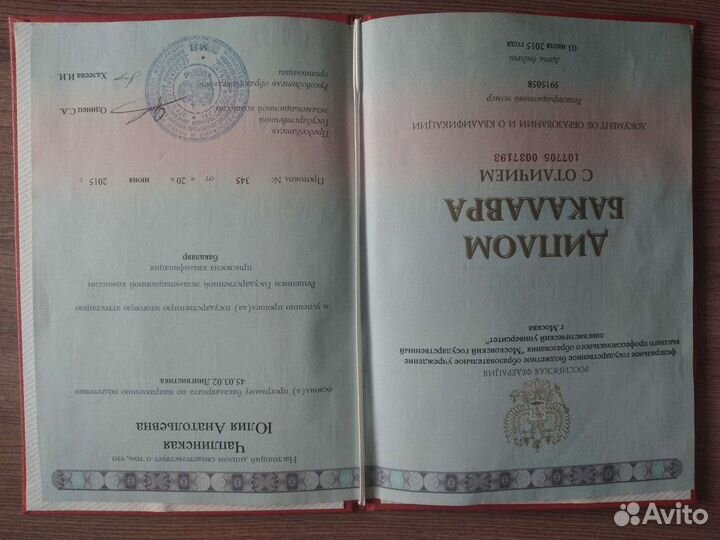 РОССИЙСКАЯ ФЕДЕРАЦИЯ
федеральное государственное бюджетное образовательное учреждение
высшего профессионального образования "Московский государственный
лингвистический университет"
г.Москва
ДИПЛОМ
БАКАЛАВРА
С ОТЛИЧИЕМ
107705 0037193
ДОКУМЕНТ ОБ ОБРАЗОВАНИИ И О КВАЛИФИКАЦИИ
Регистрационный номер
5915058
Дата выдачи
03 июля 2015 года
Настоящий диплом свидетельствует о том, что
Чаплинская
Юлия Анатольевна
освоил(а) программу бакалавриата по направлению подготовки
45.03.02 Лингвистика
и успешно прошел(ла) государственную итоговую аттестацию
Решением Государственной экзаменационной комиссии
присвоена квалификация
бакалавр
Протокол № 345 от « 20 » июня 2015 г.
Председатель
Государственной
экзаменационной комиссии Одинец С.А.
Руководитель образовательной
организации Халеева И.И.
М.П.
Avito